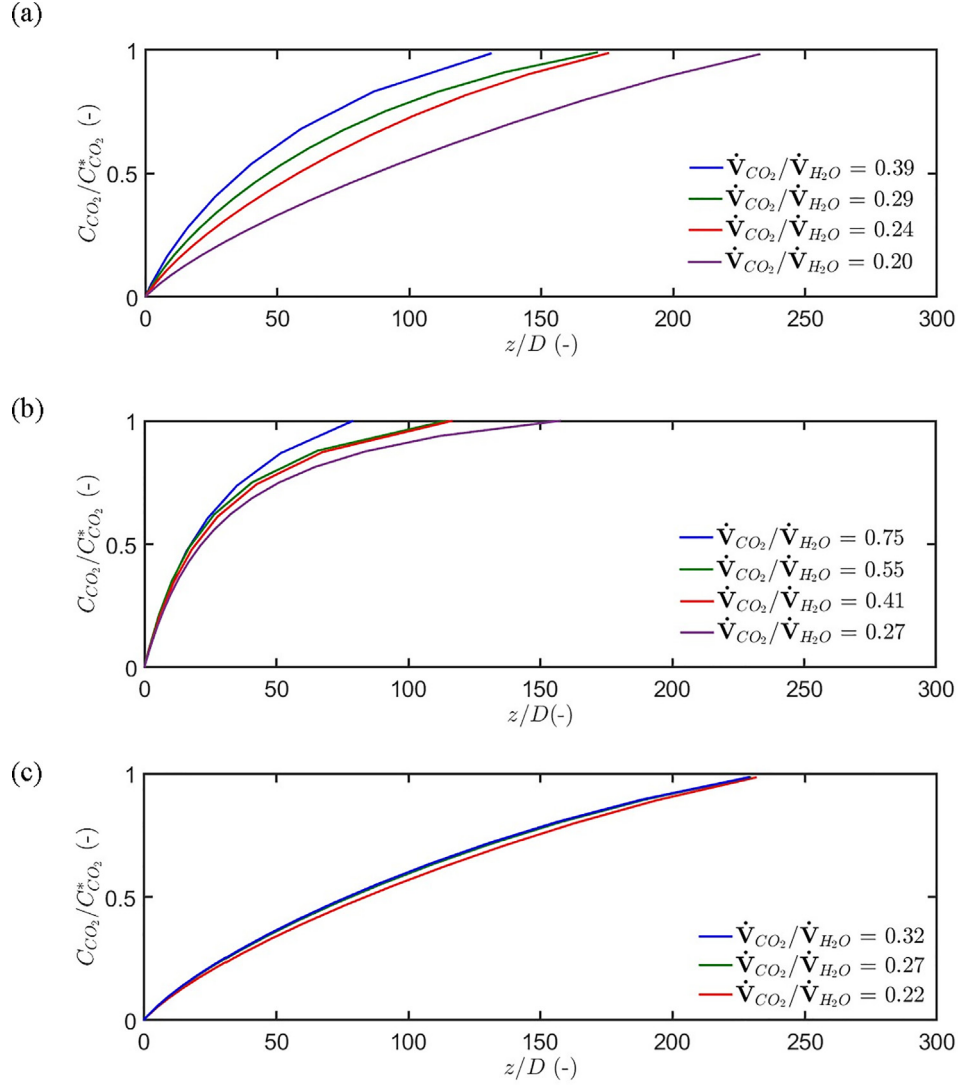 (a)
1
0.5
0
C_{CO_2}/C^*_{CO_2} (-)
V̇_{CO_2}/V̇_{H_2O} = 0.39
V̇_{CO_2}/V̇_{H_2O} = 0.29
V̇_{CO_2}/V̇_{H_2O} = 0.24
V̇_{CO_2}/V̇_{H_2O} = 0.20
0 50 100 150 200 250 300
z/D (-)
(b)
1
0.5
0
C_{CO_2}/C^*_{CO_2} (-)
V̇_{CO_2}/V̇_{H_2O} = 0.75
V̇_{CO_2}/V̇_{H_2O} = 0.55
V̇_{CO_2}/V̇_{H_2O} = 0.41
V̇_{CO_2}/V̇_{H_2O} = 0.27
0 50 100 150 200 250 300
z/D(-)
(c)
1
0.5
0
C_{CO_2}/C^*_{CO_2} (-)
V̇_{CO_2}/V̇_{H_2O} = 0.32
V̇_{CO_2}/V̇_{H_2O} = 0.27
V̇_{CO_2}/V̇_{H_2O} = 0.22
0 50 100 150 200 250 300
z/D (-)